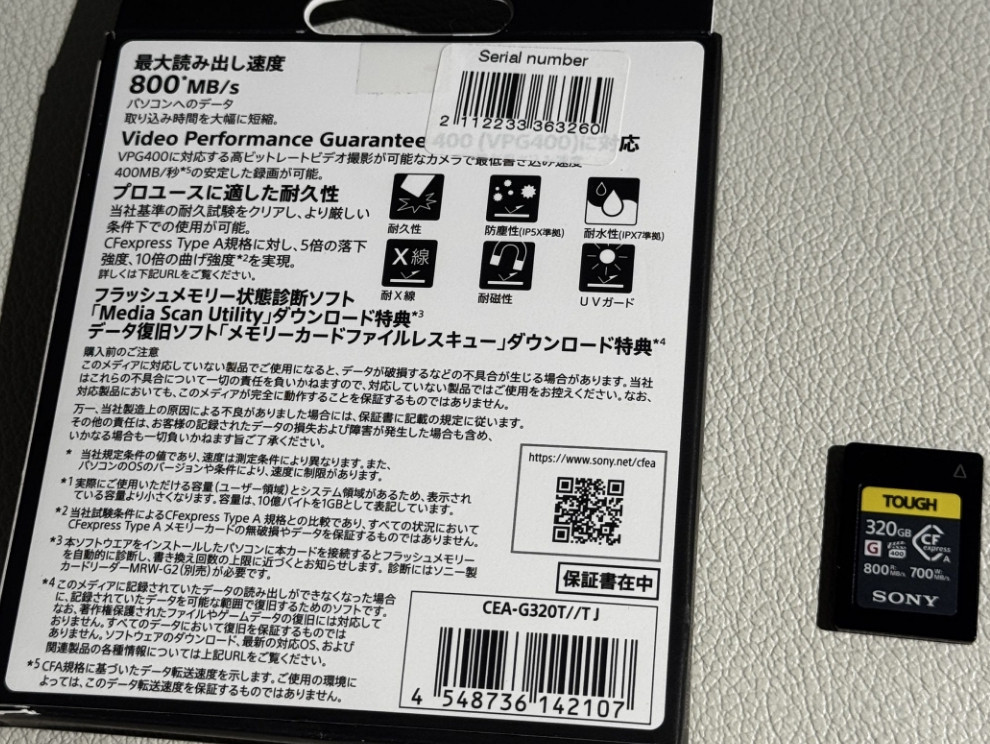 最大読み出し速度
800*MB/s
パソコンへのデータ
取り込み時間を大幅に短縮。
Serial number
2112233363260
Video Performance Guarantee 400 (VPG400)に対応
VPG400に対応する高ビットレートビデオ撮影が可能なカメラで最低書き込み速度
400MB/秒*5の安定した録画が可能。
プロユースに適した耐久性
当社基準の耐久試験をクリアし、より厳しい
条件下での使用が可能。
CFexpress Type A規格に対し、5倍の落下
強度、10倍の曲げ強度*2を実現。
詳しくは下記URLをご覧ください。
耐久性
防塵性(IP5X準拠)
耐水性(IPX7準拠)
X線
耐X線
耐磁性
UVガード
フラッシュメモリー状態診断ソフト
「Media Scan Utility」ダウンロード特典*3
データ復旧ソフト「メモリーカードファイルレスキュー」ダウンロード特典*4
購入前のご注意
このメディアに対応していない製品でご使用になると、データが破損するなどの不具合が生じる場合があります。当社
はこれらの不具合について一切の責任を負いかねますので、対応していない製品ではご使用をお控えください。なお、
対応製品においても、このメディアが完全に動作することを保証するものではありません。
万一、当社製造上の原因による不良がありました場合には、保証書に記載の規定に従います。
その他の責任は、お客様の記録されたデータの損失および障害が発生した場合も含め、
いかなる場合も一切負いかねます旨ご了承ください。
* 当社規定条件の値であり、速度は測定条件により異なります。また、
パソコンのOSのバージョンや条件により、速度に制限があります。
*1 実際にご使用いただける容量(ユーザー領域)とシステム領域があるため、表示され
ている容量より小さくなります。容量は、10億バイトを1GBとして表記しています。
*2 当社試験条件によるCFexpress Type A 規格との比較であり、すべての状況において
CFexpress Type A メモリーカードの無破損やデータを保証するものではありません。
*3 本ソフトウエアをインストールしたパソコンに本カードを接続するとフラッシュメモリー
を自動的に診断し、書き換え回数の上限に近づくとお知らせします。診断にはソニー製
カードリーダーMRW-G2(別売)が必要です。
*4 このメディアに記録されていたデータの読み出しができなくなった場合
に、記録されていたデータを可能な範囲で復旧するためのソフトです。
なお、著作権保護されたファイルやゲームデータの復旧には対応して
おりません。すべてのデータにおいて復旧を保証するものでは
ありません。ソフトウェアのダウンロード、最新の対応OS、および
関連製品の各種情報については上記URLをご覧ください。
*5 CFA規格に基づいたデータ転送速度を示します。ご使用の環境に
よっては、このデータ転送速度を保証するものではありません。
https://www.sony.net/cfea
保証書在中
CEA-G320T//T J
4 548736 142107
TOUGH
320GB
CF
express
A
G
400
800 R: MB/s 700 W: MB/s
SONY